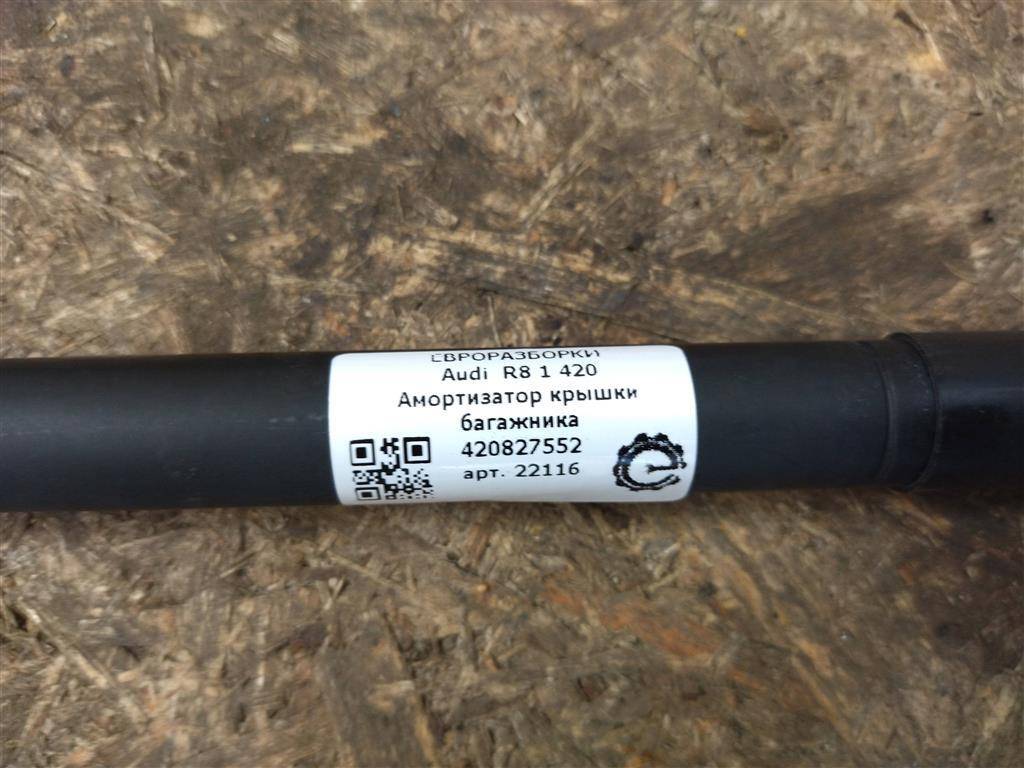 ЕВРОРАЗБОРКИ
Audi R8 1 420
Амортизатор крышки
багажника
420827552
арт. 22116